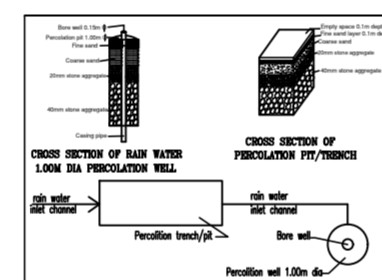 Bore well 0.15m
Percolation pit 1.00m
Fine sand
Coarse sand
20mm stone aggregate
40mm stone aggregate
Casing pipe
CROSS SECTION OF RAIN WATER
1.00M DIA PERCOLATION WELL
Empty space 0.1m dept
Fine sand layer 0.1m de
Coarse sand
20mm stone aggregate
40mm stone aggregate
CROSS SECTION OF
PERCOLATION PIT/TRENCH
rain water
inlet channel
Percolition trench/pit
rain water
inlet channel
Bore well
Percolition well 1.00m dia